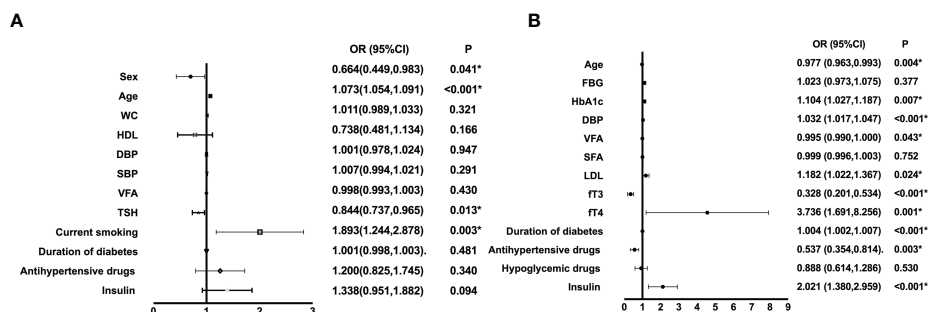 A
OR (95%CI) P
Sex 0.664(0.449,0.983) 0.041*
Age 1.073(1.054,1.091) <0.001*
WC 1.011(0.989,1.033) 0.321
HDL 0.738(0.481,1.134) 0.166
DBP 1.001(0.978,1.024) 0.947
SBP 1.007(0.994,1.021) 0.291
VFA 0.998(0.993,1.003) 0.430
TSH 0.844(0.737,0.965) 0.013*
Current smoking 1.893(1.244,2.878) 0.003*
Duration of diabetes 1.001(0.998,1.003). 0.481
Antihypertensive drugs 1.200(0.825,1.745) 0.340
Insulin 1.338(0.951,1.882) 0.094
0 1 2 3
B
OR (95%CI) P
Age 0.977 (0.963,0.993) 0.004*
FBG 1.023 (0.973,1.075) 0.377
HbA1c 1.104 (1.027,1.187) 0.007*
DBP 1.032 (1.017,1.047) <0.001*
VFA 0.995 (0.990,1.000) 0.043*
SFA 0.999 (0.996,1.003) 0.752
LDL 1.182 (1.022,1.367) 0.024*
fT3 0.328 (0.201,0.534) <0.001*
fT4 3.736 (1.691,8.256) 0.001*
Duration of diabetes 1.004 (1.002,1.007) <0.001*
Antihypertensive drugs 0.537 (0.354,0.814). 0.003*
Hypoglycemic drugs 0.888 (0.614,1.286) 0.530
Insulin 2.021 (1.380,2.959) <0.001*
0 1 2 3 4 5 6 7 8 9